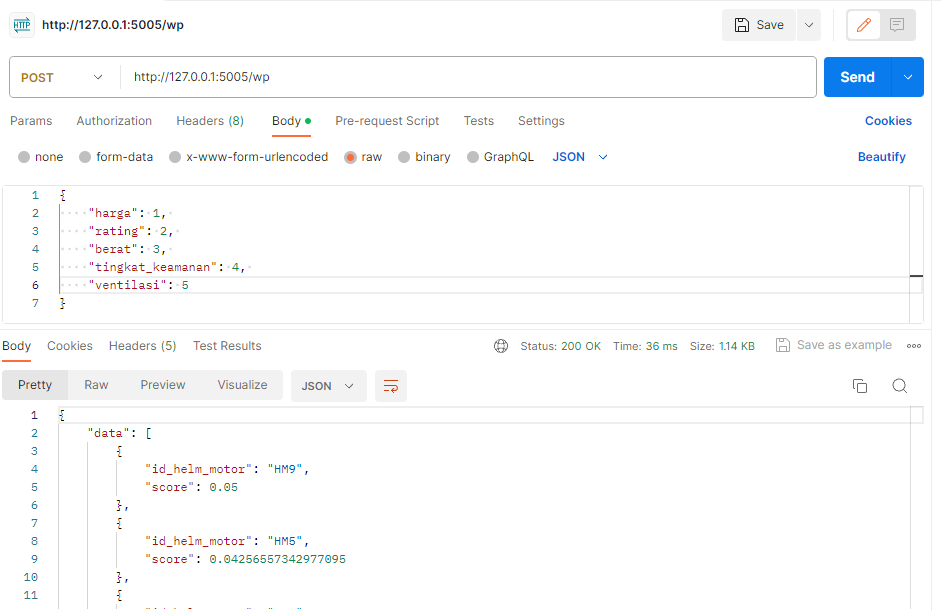 HTTP http://127.0.0.1:5005/wp Save
POST http://127.0.0.1:5005/wp Send
Params Authorization Headers (8) Body Pre-request Script Tests Settings Cookies
none form-data x-www-form-urlencoded raw binary GraphQL JSON Beautify
1 {
2 "harga": 1,
3 "rating": 2,
4 "berat": 3,
5 "tingkat_keamanan": 4,
6 "ventilasi": 5
7 }
Body Cookies Headers (5) Test Results Status: 200 OK Time: 36 ms Size: 1.14 KB Save as example
Pretty Raw Preview Visualize JSON
1 {
2 "data": [
3 {
4 "id_helm_motor": "HM9",
5 "score": 0.05
6 },
7 {
8 "id_helm_motor": "HM5",
9 "score": 0.04256557342977095
10 },
11 {